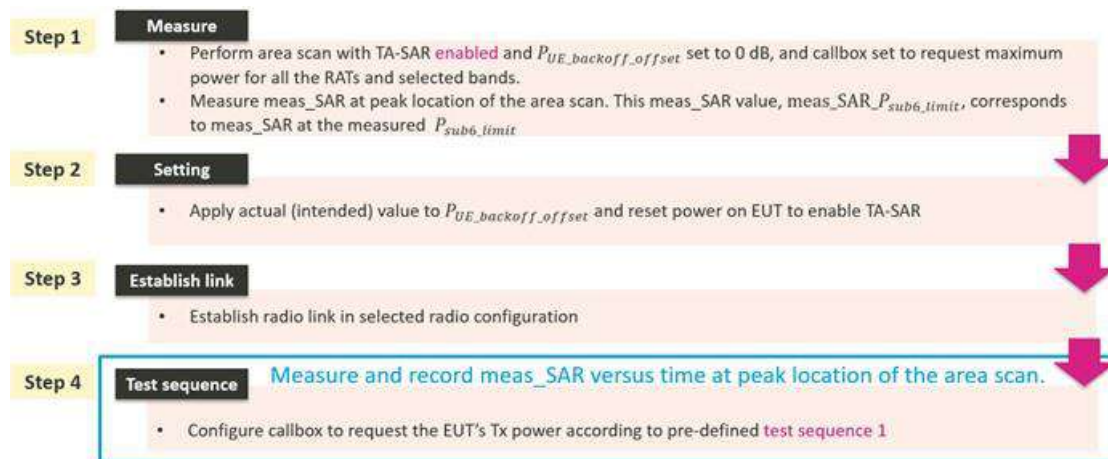 Step 1
Measure
• Perform area scan with TA-SAR enabled and P_UE_backoff_offset set to 0 dB, and callbox set to request maximum
power for all the RATs and selected bands.
• Measure meas_SAR at peak location of the area scan. This meas_SAR value, meas_SAR_P_sub6_limit, corresponds
to meas_SAR at the measured P_sub6_limit
Step 2
Setting
• Apply actual (intended) value to P_UE_backoff_offset and reset power on EUT to enable TA-SAR
Step 3
Establish link
• Establish radio link in selected radio configuration
Step 4
Test sequence
Measure and record meas_SAR versus time at peak location of the area scan.
• Configure callbox to request the EUT's Tx power according to pre-defined test sequence 1